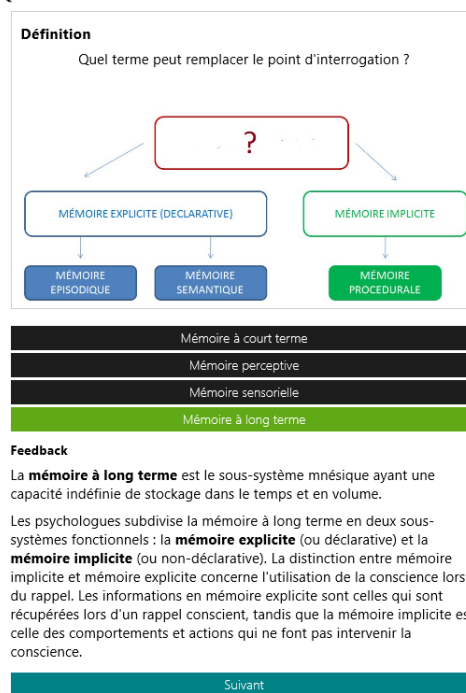 Définition
Quel terme peut remplacer le point d'interrogation ?
?
MÉMOIRE EXPLICITE (DECLARATIVE)
MÉMOIRE IMPLICITE
MÉMOIRE
EPISODIQUE
MÉMOIRE
SEMANTIQUE
MÉMOIRE
PROCEDURALE
Mémoire à court terme
Mémoire perceptive
Mémoire sensorielle
Mémoire à long terme
Feedback
La mémoire à long terme est le sous-système mnésique ayant une
capacité indéfinie de stockage dans le temps et en volume.
Les psychologues subdivise la mémoire à long terme en deux sous-
systèmes fonctionnels : la mémoire explicite (ou déclarative) et la
mémoire implicite (ou non-déclarative). La distinction entre mémoire
implicite et mémoire explicite concerne l'utilisation de la conscience lors
du rappel. Les informations en mémoire explicite sont celles qui sont
récupérées lors d'un rappel conscient, tandis que la mémoire implicite es
celle des comportements et actions qui ne font pas intervenir la
conscience.
Suivant